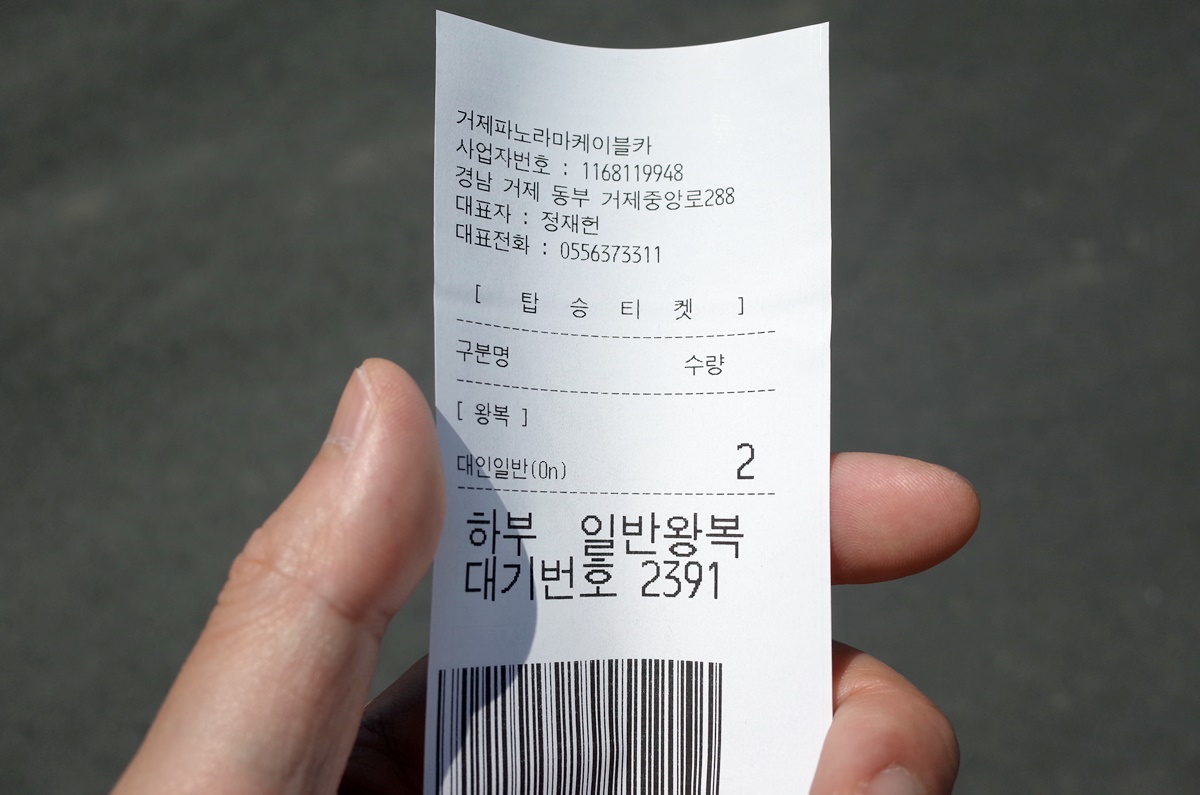 거제파노라마케이블카
사업자번호 : 1168119948
경남 거제 동부 거제중앙로288
대표자 : 정재헌
대표전화 : 0556373311
[ 탑 승 티 켓 ]
구분명 수량
[ 왕복 ]
대인일반(On) 2
하부 일반왕복
대기번호 2391